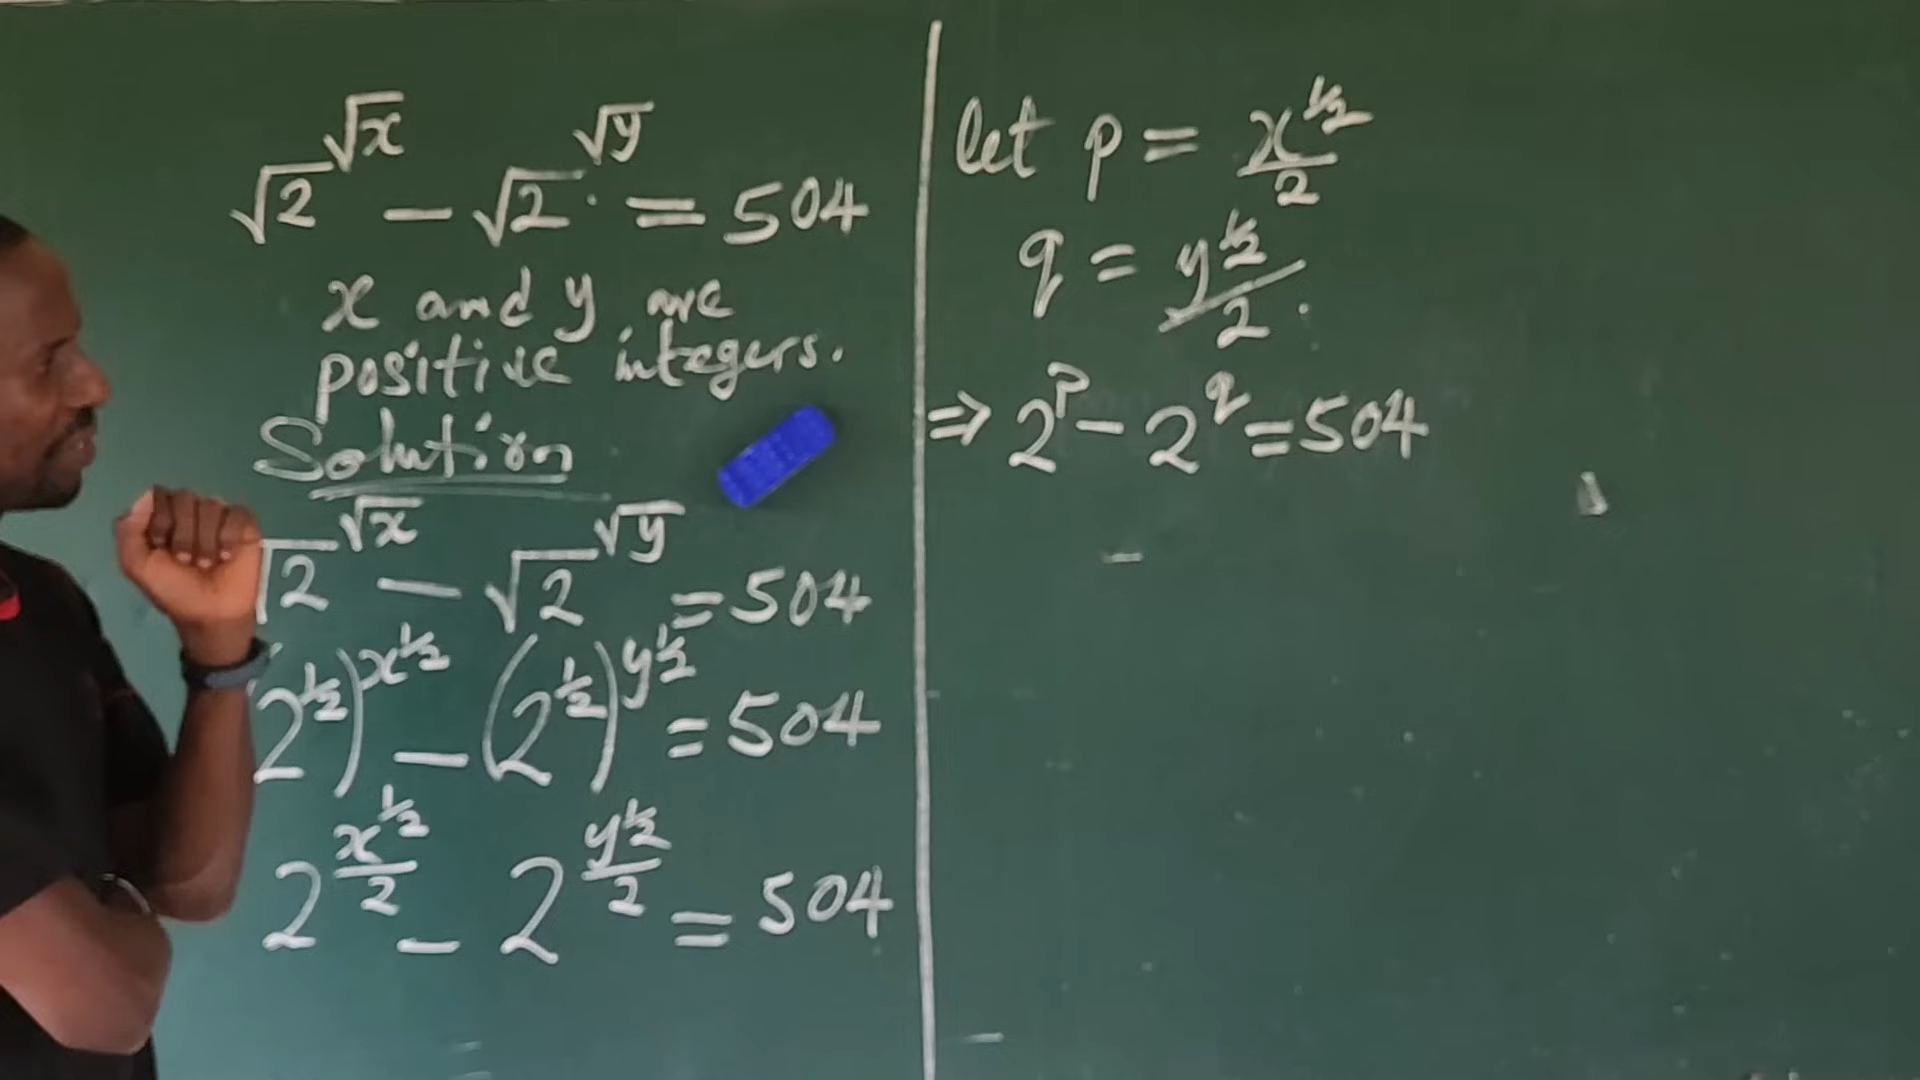 √2^√x − √2^√y = 504
x and y are
positive integers.
Solution
√2^√x − √2^√y = 504
(2^½)^x^½ − (2^½)^y^½ = 504
2^(x^½/2) − 2^(y^½/2) = 504
let p = x^½/2
q = y^½/2.
⇒ 2^p − 2^q = 504